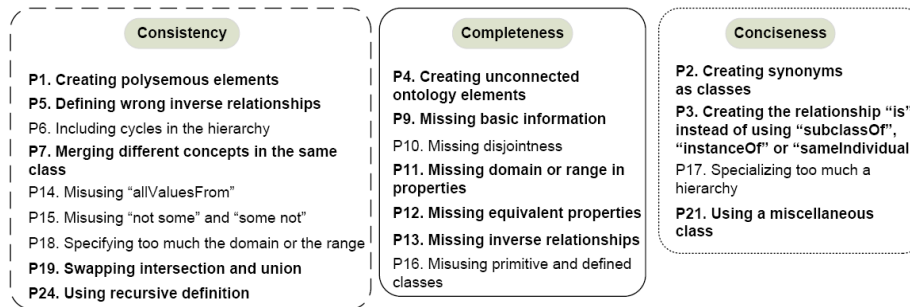 Consistency
P1. Creating polysemous elements
P5. Defining wrong inverse relationships
P6. Including cycles in the hierarchy
P7. Merging different concepts in the same
class
P14. Misusing “allValuesFrom”
P15. Misusing “not some” and “some not”
P18. Specifying too much the domain or the range
P19. Swapping intersection and union
P24. Using recursive definition
Completeness
P4. Creating unconnected
ontology elements
P9. Missing basic information
P10. Missing disjointness
P11. Missing domain or range in
properties
P12. Missing equivalent properties
P13. Missing inverse relationships
P16. Misusing primitive and defined
classes
Conciseness
P2. Creating synonyms
as classes
P3. Creating the relationship “is”
instead of using “subclassOf”,
“instanceOf” or “sameIndividual
P17. Specializing too much a
hierarchy
P21. Using a miscellaneous
class